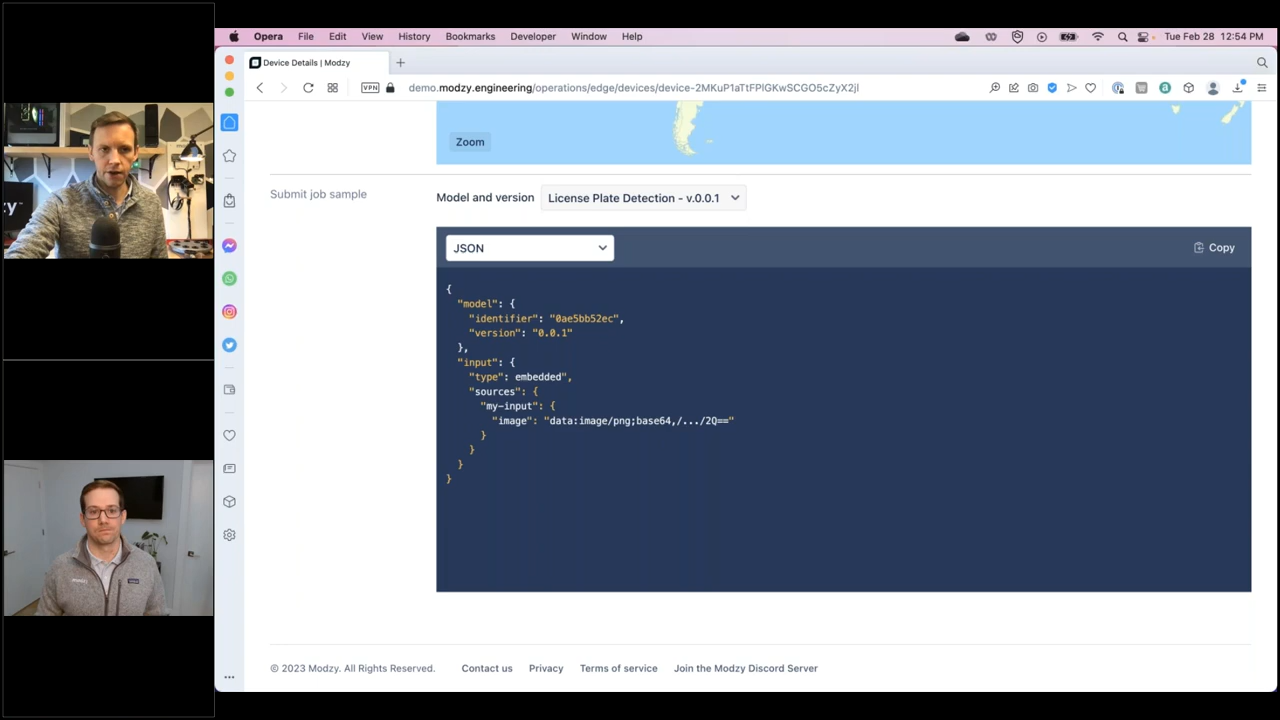 Opera File Edit View History Bookmarks Developer Window Help Tue Feb 28 12:54 PM
Device Details | Modzy
VPN demo.modzy.engineering/operations/edge/devices/device-2MKuP1aTtFPlGKwSCGO5cZyX2jl
Zoom
Submit job sample
Model and version License Plate Detection - v.0.0.1
JSON
Copy
{
"model": {
"identifier": "0ae5bb52ec",
"version": "0.0.1"
},
"input": {
"type": embedded",
"sources": {
"my-input": {
"image": "data:image/png;base64,/.../2Q=="
}
}
}
}
© 2023 Modzy. All Rights Reserved. Contact us Privacy Terms of service Join the Modzy Discord Server